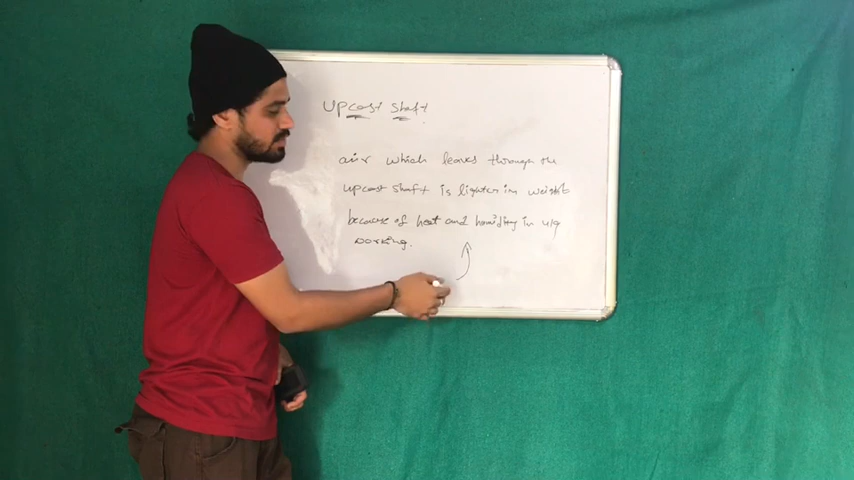 Upcast shaft
air which leaves through the
upcast shaft is lighter in weight
because of heat and humidity in u/g
working.